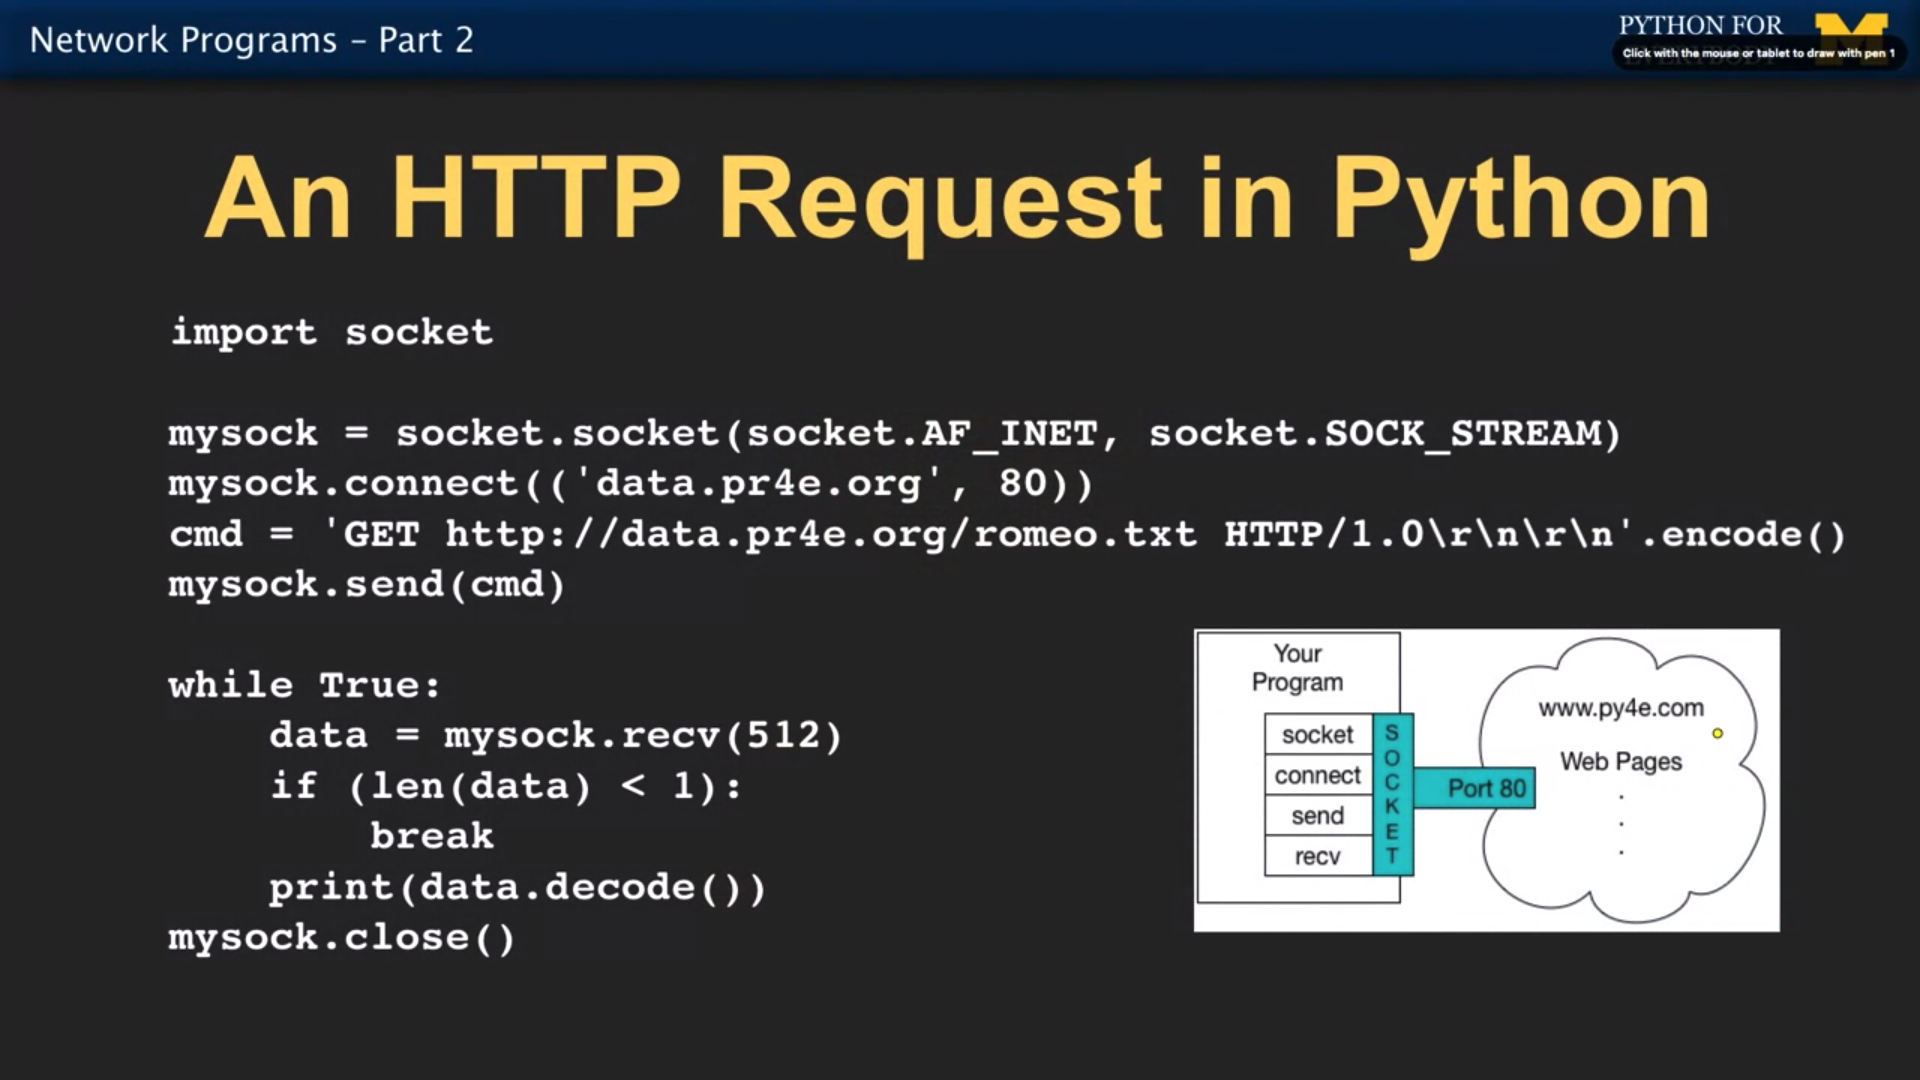 Network Programs – Part 2
PYTHON FOR
Click with the mouse or tablet to draw with pen 1
An HTTP Request in Python
import socket
mysock = socket.socket(socket.AF_INET, socket.SOCK_STREAM)
mysock.connect(('data.pr4e.org', 80))
cmd = 'GET http://data.pr4e.org/romeo.txt HTTP/1.0\r\n\r\n'.encode()
mysock.send(cmd)
while True:
    data = mysock.recv(512)
    if (len(data) < 1):
        break
    print(data.decode())
mysock.close()
Your
Program
socket
connect
send
recv
SOCKET
Port 80
www.py4e.com
Web Pages
.
.
.